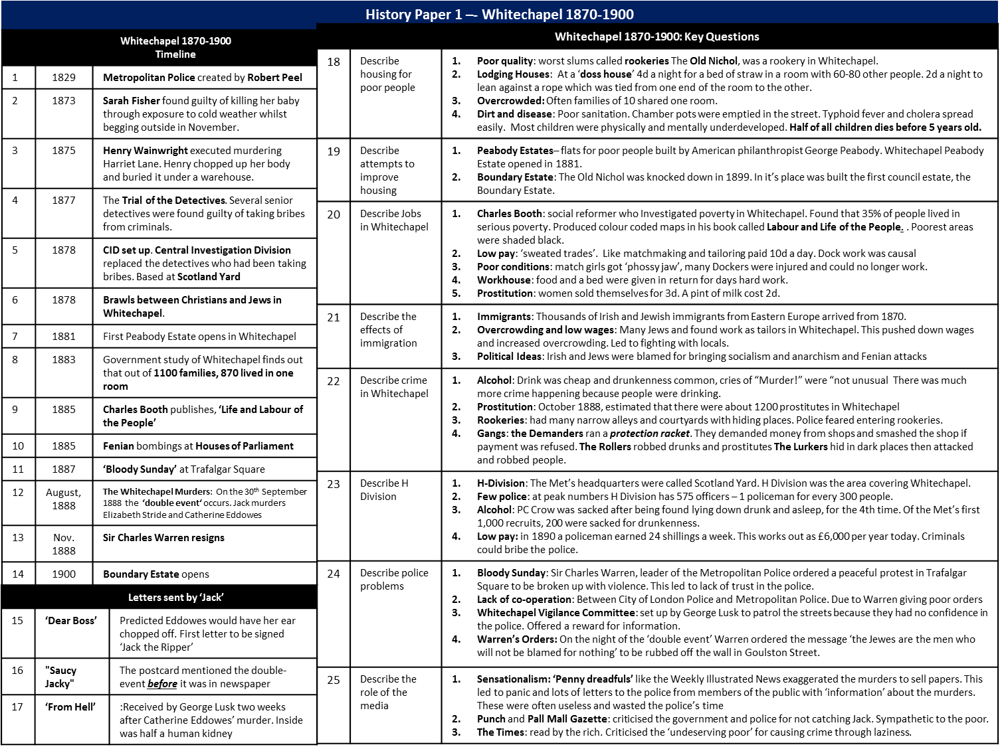 History Paper 1 –- Whitechapel 1870-1900
Whitechapel 1870-1900
Timeline
1 1829 Metropolitan Police created by Robert Peel
2 1873 Sarah Fisher found guilty of killing her baby
through exposure to cold weather whilst
begging outside in November.
3 1875 Henry Wainwright executed murdering
Harriet Lane. Henry chopped up her body
and buried it under a warehouse.
4 1877 The Trial of the Detectives. Several senior
detectives were found guilty of taking bribes
from criminals.
5 1878 CID set up. Central Investigation Division
replaced the detectives who had been taking
bribes. Based at Scotland Yard
6 1878 Brawls between Christians and Jews in
Whitechapel.
7 1881 First Peabody Estate opens in Whitechapel
8 1883 Government study of Whitechapel finds out
that out of 1100 families, 870 lived in one
room
9 1885 Charles Booth publishes, ‘Life and Labour of
the People’
10 1885 Fenian bombings at Houses of Parliament
11 1887 ‘Bloody Sunday’ at Trafalgar Square
12 August, The Whitechapel Murders: On the 30th September
1888 1888 the ‘double event‘ occurs. Jack murders
Elizabeth Stride and Catherine Eddowes
13 Nov. Sir Charles Warren resigns
1888
14 1900 Boundary Estate opens
Letters sent by ‘Jack’
15 ‘Dear Boss’ Predicted Eddowes would have her ear
chopped off. First letter to be signed
‘Jack the Ripper’
16 "Saucy The postcard mentioned the double-
Jacky" event before it was in newspaper
17 ‘From Hell’ :Received by George Lusk two weeks
after Catherine Eddowes’ murder. Inside
was half a human kidney
Whitechapel 1870-1900: Key Questions
18 Describe 1. Poor quality: worst slums called rookeries The Old Nichol, was a rookery in Whitechapel.
housing for 2. Lodging Houses: At a ‘doss house’ 4d a night for a bed of straw in a room with 60-80 other people. 2d a night to
poor people lean against a rope which was tied from one end of the room to the other.
3. Overcrowded: Often families of 10 shared one room.
4. Dirt and disease: Poor sanitation. Chamber pots were emptied in the street. Typhoid fever and cholera spread
easily. Most children were physically and mentally underdeveloped. Half of all children dies before 5 years old.
19 Describe 1. Peabody Estates– flats for poor people built by American philanthropist George Peabody. Whitechapel Peabody
attempts to Estate opened in 1881.
improve 2. Boundary Estate: The Old Nichol was knocked down in 1899. In it’s place was built the first council estate, the
housing Boundary Estate.
20 Describe Jobs 1. Charles Booth: social reformer who Investigated poverty in Whitechapel. Found that 35% of people lived in
in Whitechapel serious poverty. Produced colour coded maps in his book called Labour and Life of the People. . Poorest areas
were shaded black.
2. Low pay: ‘sweated trades’. Like matchmaking and tailoring paid 10d a day. Dock work was causal
3. Poor conditions: match girls got ‘phossy jaw’, many Dockers were injured and could no longer work.
4. Workhouse: food and a bed were given in return for days hard work.
5. Prostitution: women sold themselves for 3d. A pint of milk cost 2d.
21 Describe the 1. Immigrants: Thousands of Irish and Jewish immigrants from Eastern Europe arrived from 1870.
effects of 2. Overcrowding and low wages: Many Jews and found work as tailors in Whitechapel. This pushed down wages
immigration and increased overcrowding. Led to fighting with locals.
3. Political Ideas: Irish and Jews were blamed for bringing socialism and anarchism and Fenian attacks
22 Describe crime 1. Alcohol: Drink was cheap and drunkenness common, cries of “Murder!” were “not unusual There was much
in Whitechapel more crime happening because people were drinking.
2. Prostitution: October 1888, estimated that there were about 1200 prostitutes in Whitechapel
3. Rookeries: had many narrow alleys and courtyards with hiding places. Police feared entering rookeries.
4. Gangs: the Demanders ran a protection racket. They demanded money from shops and smashed the shop if
payment was refused. The Rollers robbed drunks and prostitutes The Lurkers hid in dark places then attacked
and robbed people.
23 Describe H 1. H-Division: The Met’s headquarters were called Scotland Yard. H Division was the area covering Whitechapel.
Division 2. Few police: at peak numbers H Division has 575 officers – 1 policeman for every 300 people.
3. Alcohol: PC Crow was sacked after being found lying down drunk and asleep, for the 4th time. Of the Met’s first
1,000 recruits, 200 were sacked for drunkenness.
4. Low pay: in 1890 a policeman earned 24 shillings a week. This works out as £6,000 per year today. Criminals
could bribe the police.
24 Describe police 1. Bloody Sunday: Sir Charles Warren, leader of the Metropolitan Police ordered a peaceful protest in Trafalgar
problems Square to be broken up with violence. This led to lack of trust in the police.
2. Lack of co-operation: Between City of London Police and Metropolitan Police. Due to Warren giving poor orders
3. Whitechapel Vigilance Committee: set up by George Lusk to patrol the streets because they had no confidence in
the police. Offered a reward for information.
4. Warren’s Orders: On the night of the ‘double event’ Warren ordered the message ‘the Jewes are the men who
will not be blamed for nothing’ to be rubbed off the wall in Goulston Street.
25 Describe the 1. Sensationalism: ‘Penny dreadfuls’ like the Weekly Illustrated News exaggerated the murders to sell papers. This
role of the led to panic and lots of letters to the police from members of the public with ‘information’ about the murders.
media These were often useless and wasted the police’s time
2. Punch and Pall Mall Gazette: criticised the government and police for not catching Jack. Sympathetic to the poor.
3. The Times: read by the rich. Criticised the ‘undeserving poor’ for causing crime through laziness.